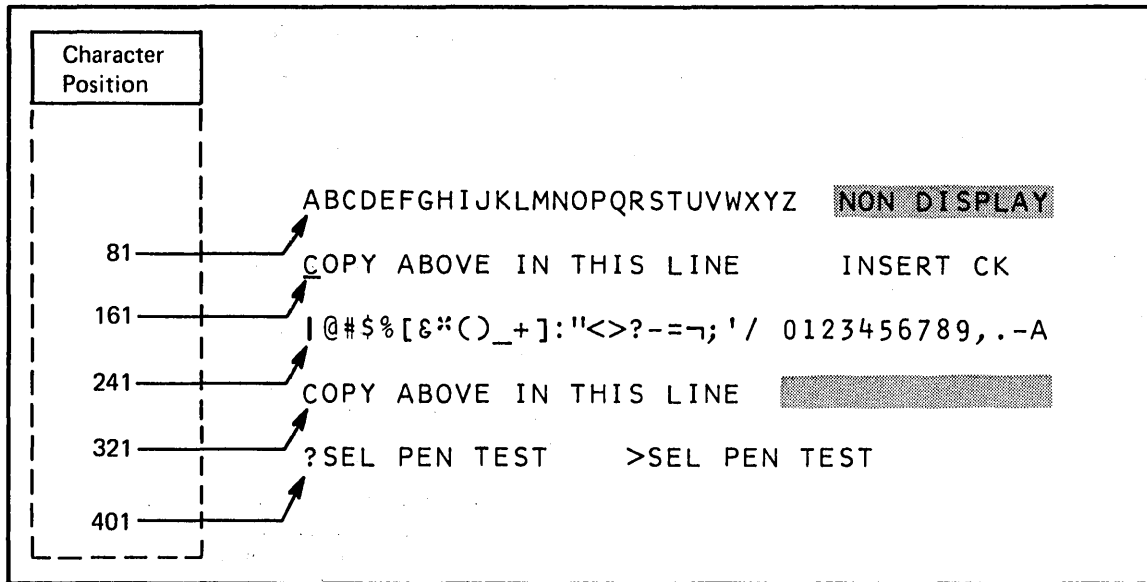 Character
Position
ABCDEFGHIJKLMNOPQRSTUVWXYZ NON DISPLAY
81
COPY ABOVE IN THIS LINE INSERT CK
161
|@#$%[&*()_+]:"<>?-=¬;'/ 0123456789,.-A
241
COPY ABOVE IN THIS LINE
321
?SEL PEN TEST >SEL PEN TEST
401